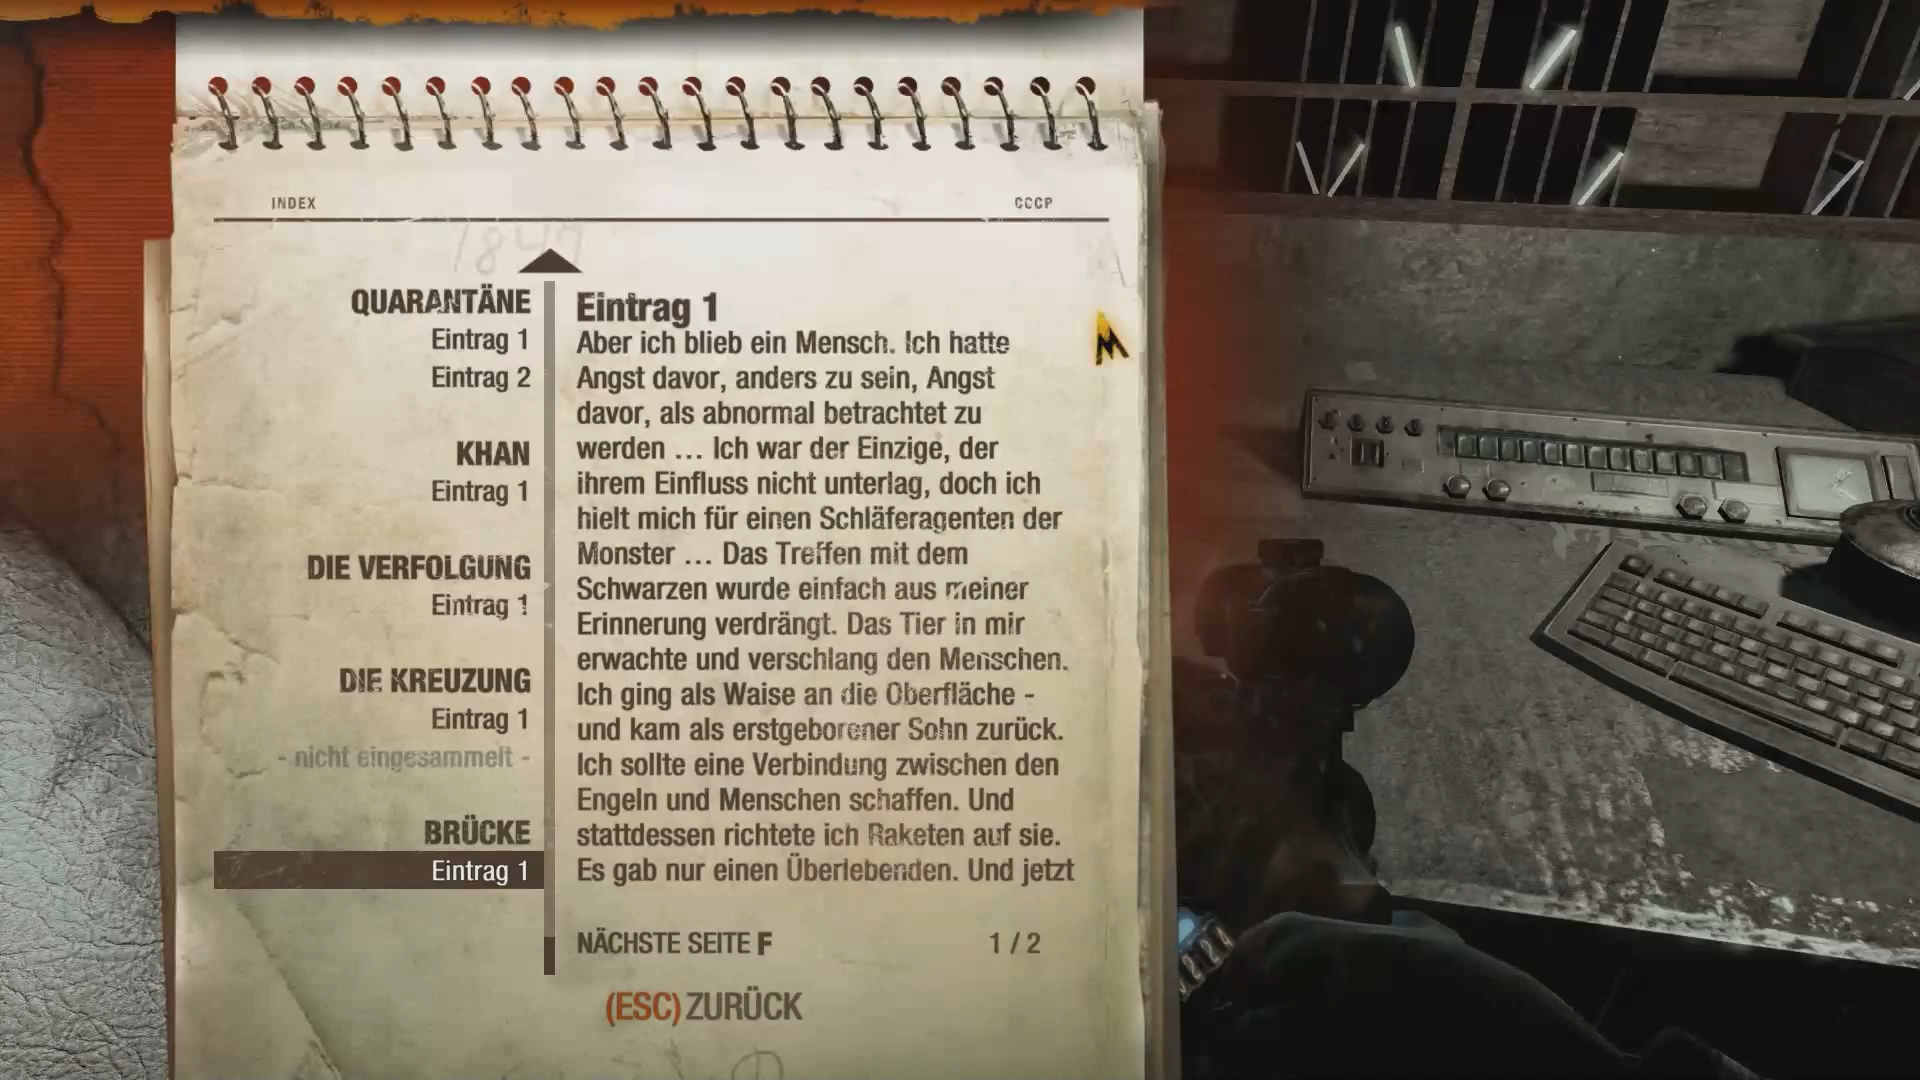 INDEX
CCCP
QUARANTÄNE
Eintrag 1
Eintrag 2
KHAN
Eintrag 1
DIE VERFOLGUNG
Eintrag 1
DIE KREUZUNG
Eintrag 1
- nicht eingesammelt -
BRÜCKE
Eintrag 1
Eintrag 1
Aber ich blieb ein Mensch. Ich hatte
Angst davor, anders zu sein, Angst
davor, als abnormal betrachtet zu
werden ... Ich war der Einzige, der
ihrem Einfluss nicht unterlag, doch ich
hielt mich für einen Schläferagenten der
Monster ... Das Treffen mit dem
Schwarzen wurde einfach aus meiner
Erinnerung verdrängt. Das Tier in mir
erwachte und verschlang den Menschen.
Ich ging als Waise an die Oberfläche -
und kam als erstgeborener Sohn zurück.
Ich sollte eine Verbindung zwischen den
Engeln und Menschen schaffen. Und
stattdessen richtete ich Raketen auf sie.
Es gab nur einen Überlebenden. Und jetzt
NÄCHSTE SEITE F
1 / 2
(ESC) ZURÜCK